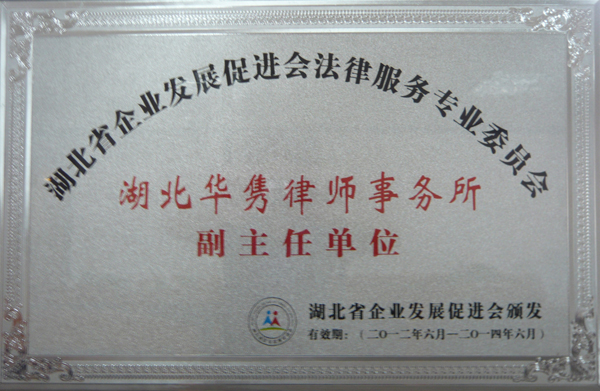 湖北省企业发展促进会法律服务专业委员会
湖北华隽律师事务所
副主任单位
湖北省企业发展促进会颁发
有效期：（二〇一二年六月—二〇一四年六月）